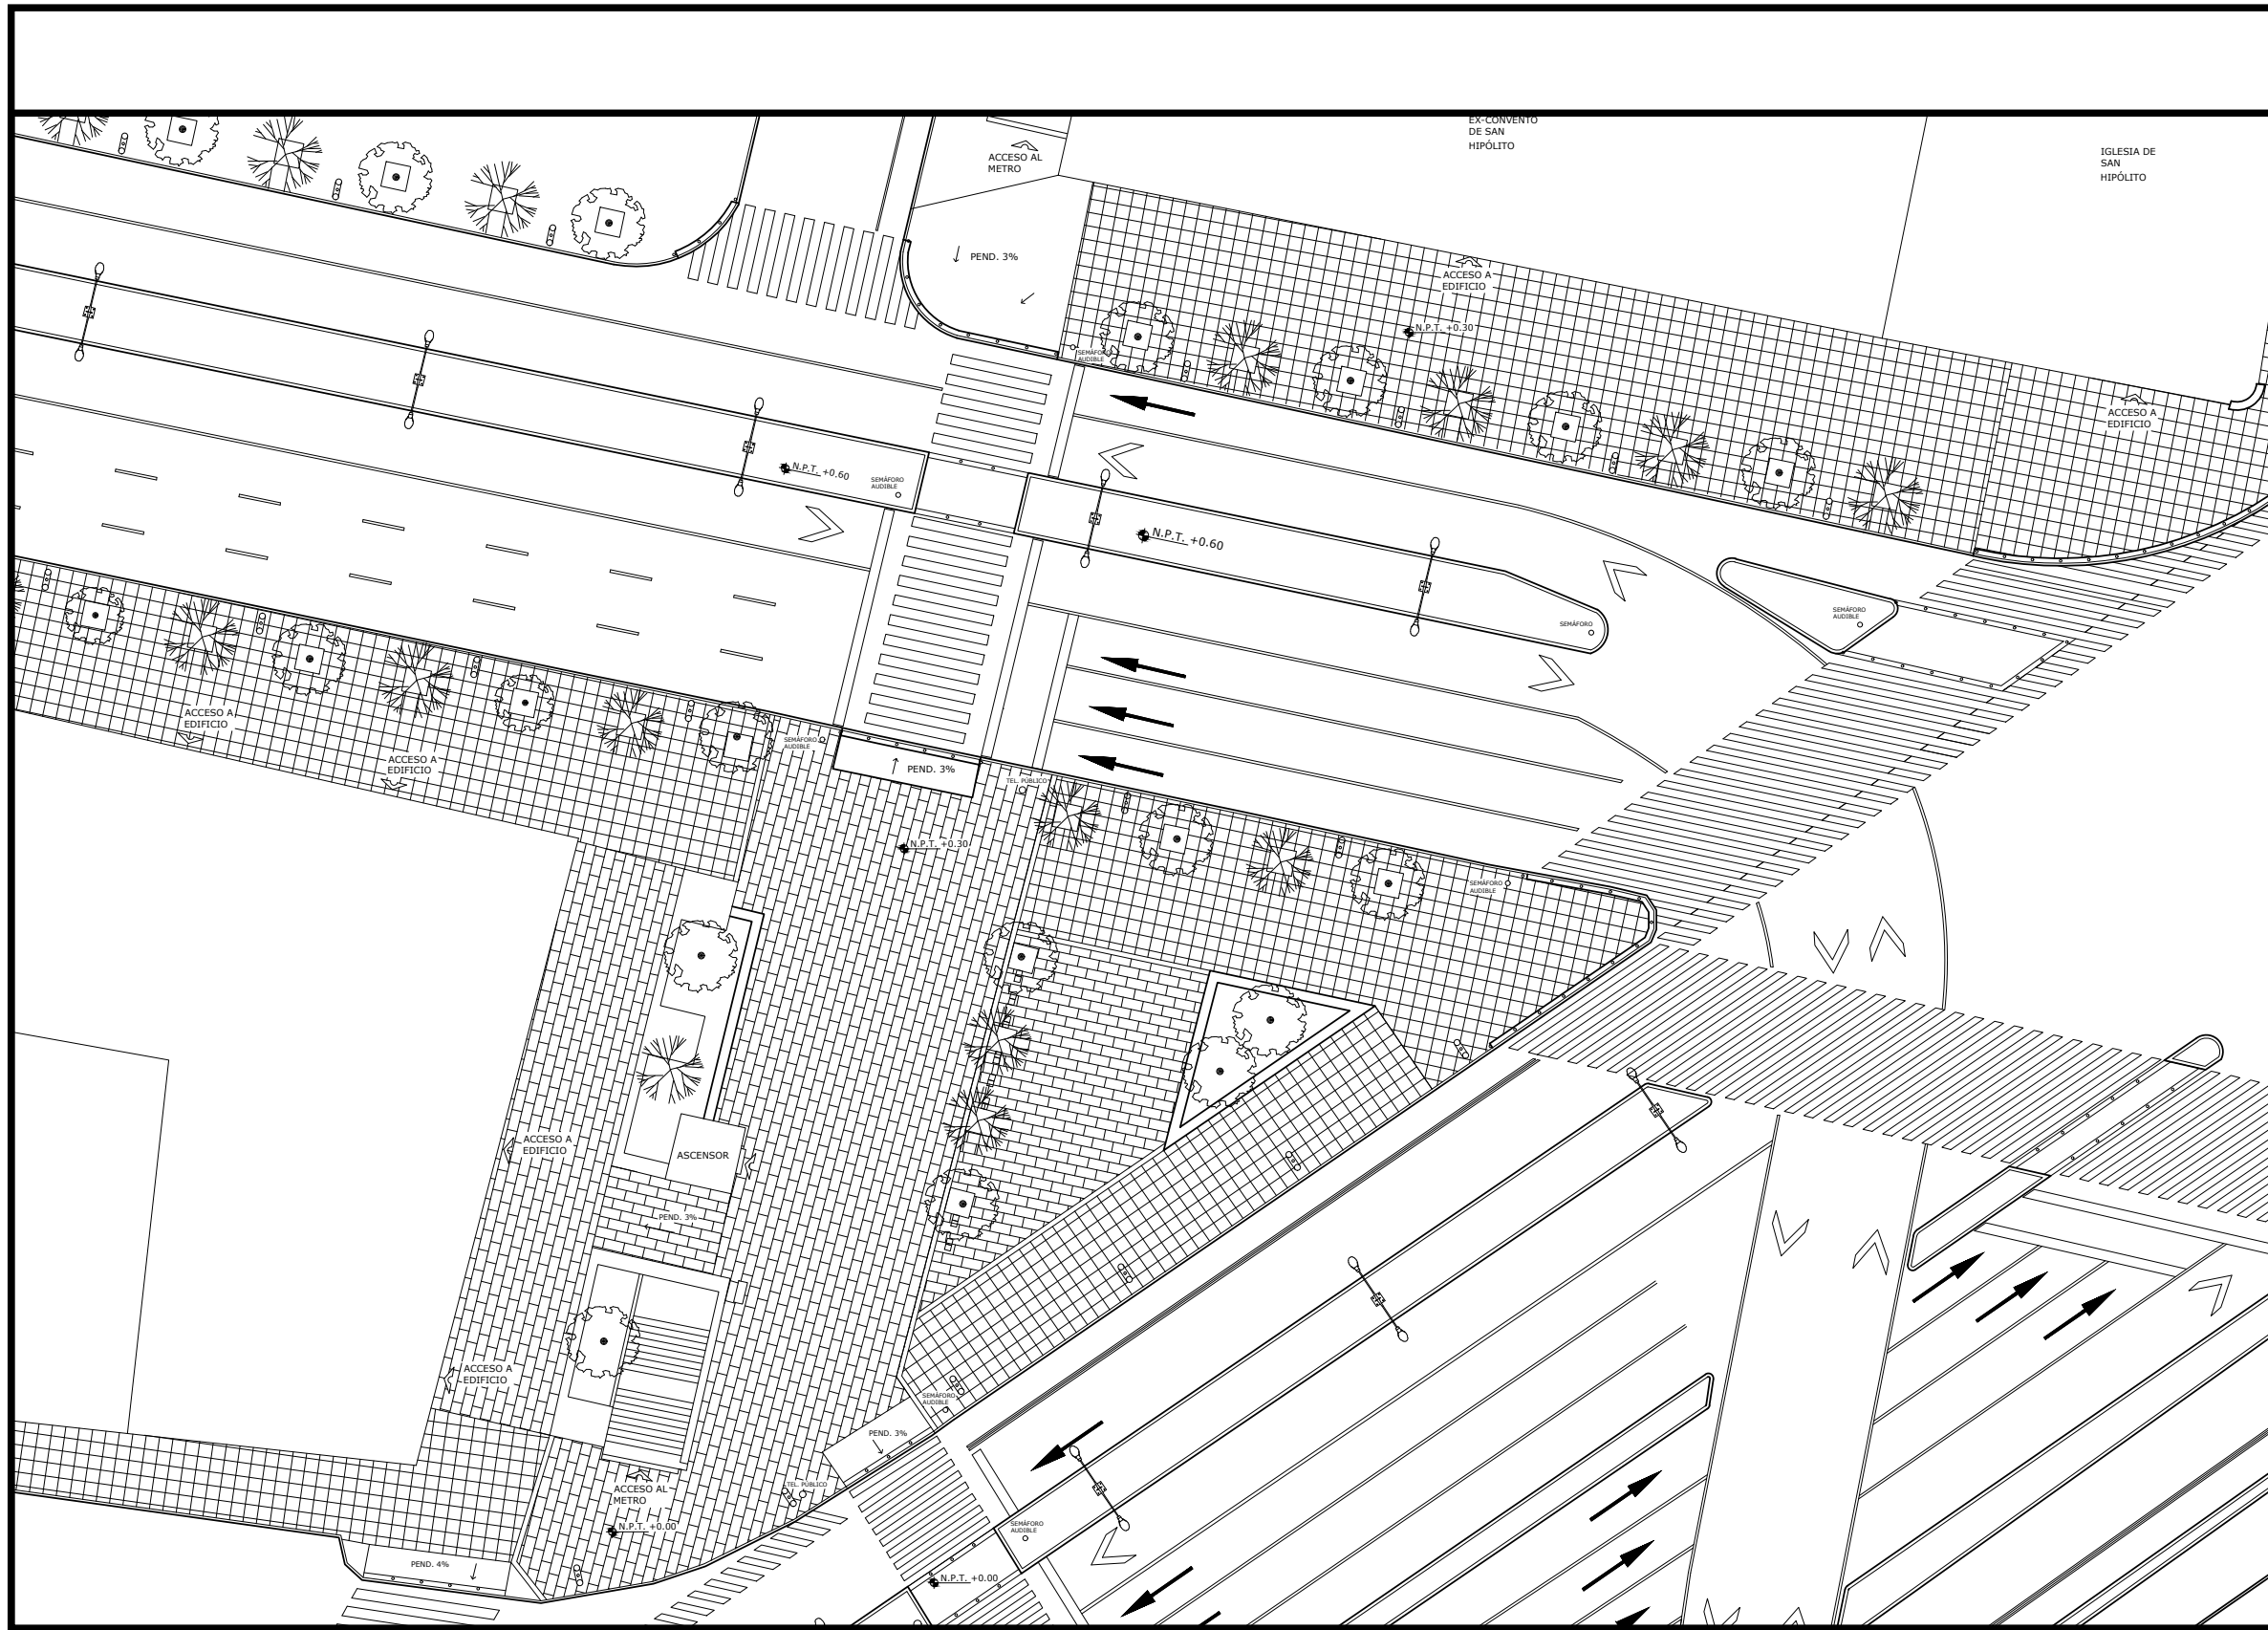 EX-CONVENTO
DE SAN
HIPÓLITO
IGLESIA DE
SAN
HIPÓLITO
ACCESO AL
METRO
PEND. 3%
ACCESO A
EDIFICIO
N.P.T. +0.30
SEMÁFORO
AUDIBLE
ACCESO A
EDIFICIO
N.P.T. +0.60
SEMÁFORO
AUDIBLE
N.P.T. +0.60
SEMÁFORO
SEMÁFORO
AUDIBLE
ACCESO A
EDIFICIO
ACCESO A
EDIFICIO
SEMÁFORO
AUDIBLE
PEND. 3%
TEL. PÚBLICO
N.P.T. +0.30
SEMÁFORO
AUDIBLE
ACCESO A
EDIFICIO
ASCENSOR
PEND. 3%
ACCESO A
EDIFICIO
SEMÁFORO
AUDIBLE
PEND. 3%
TEL. PÚBLICO
ACCESO AL
METRO
N.P.T. +0.00
SEMÁFORO
AUDIBLE
PEND. 4%
N.P.T. +0.00